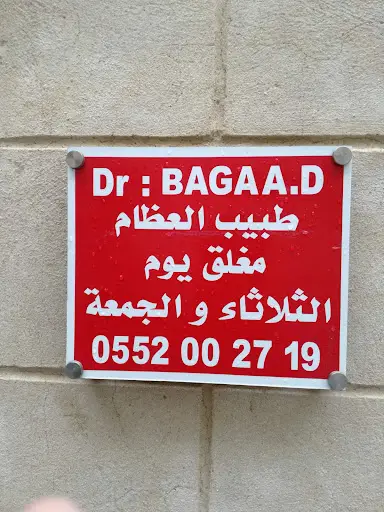 Dr : BAGAA.D
طبيب العظام
مغلق يوم
الثلاثاء و الجمعة
0552 00 27 19